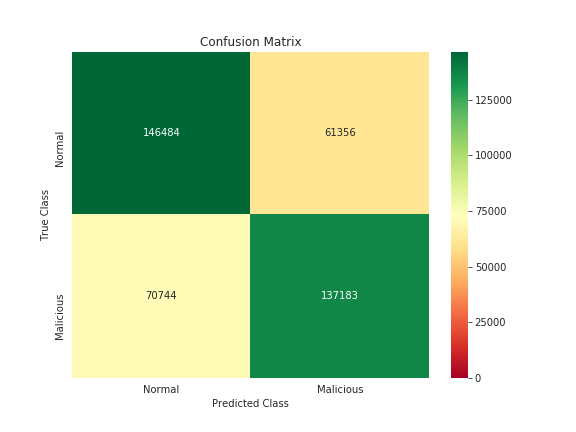 Confusion Matrix
True Class
Normal
146484
61356
Malicious
70744
137183
Normal
Malicious
Predicted Class
125000
100000
75000
50000
25000
0